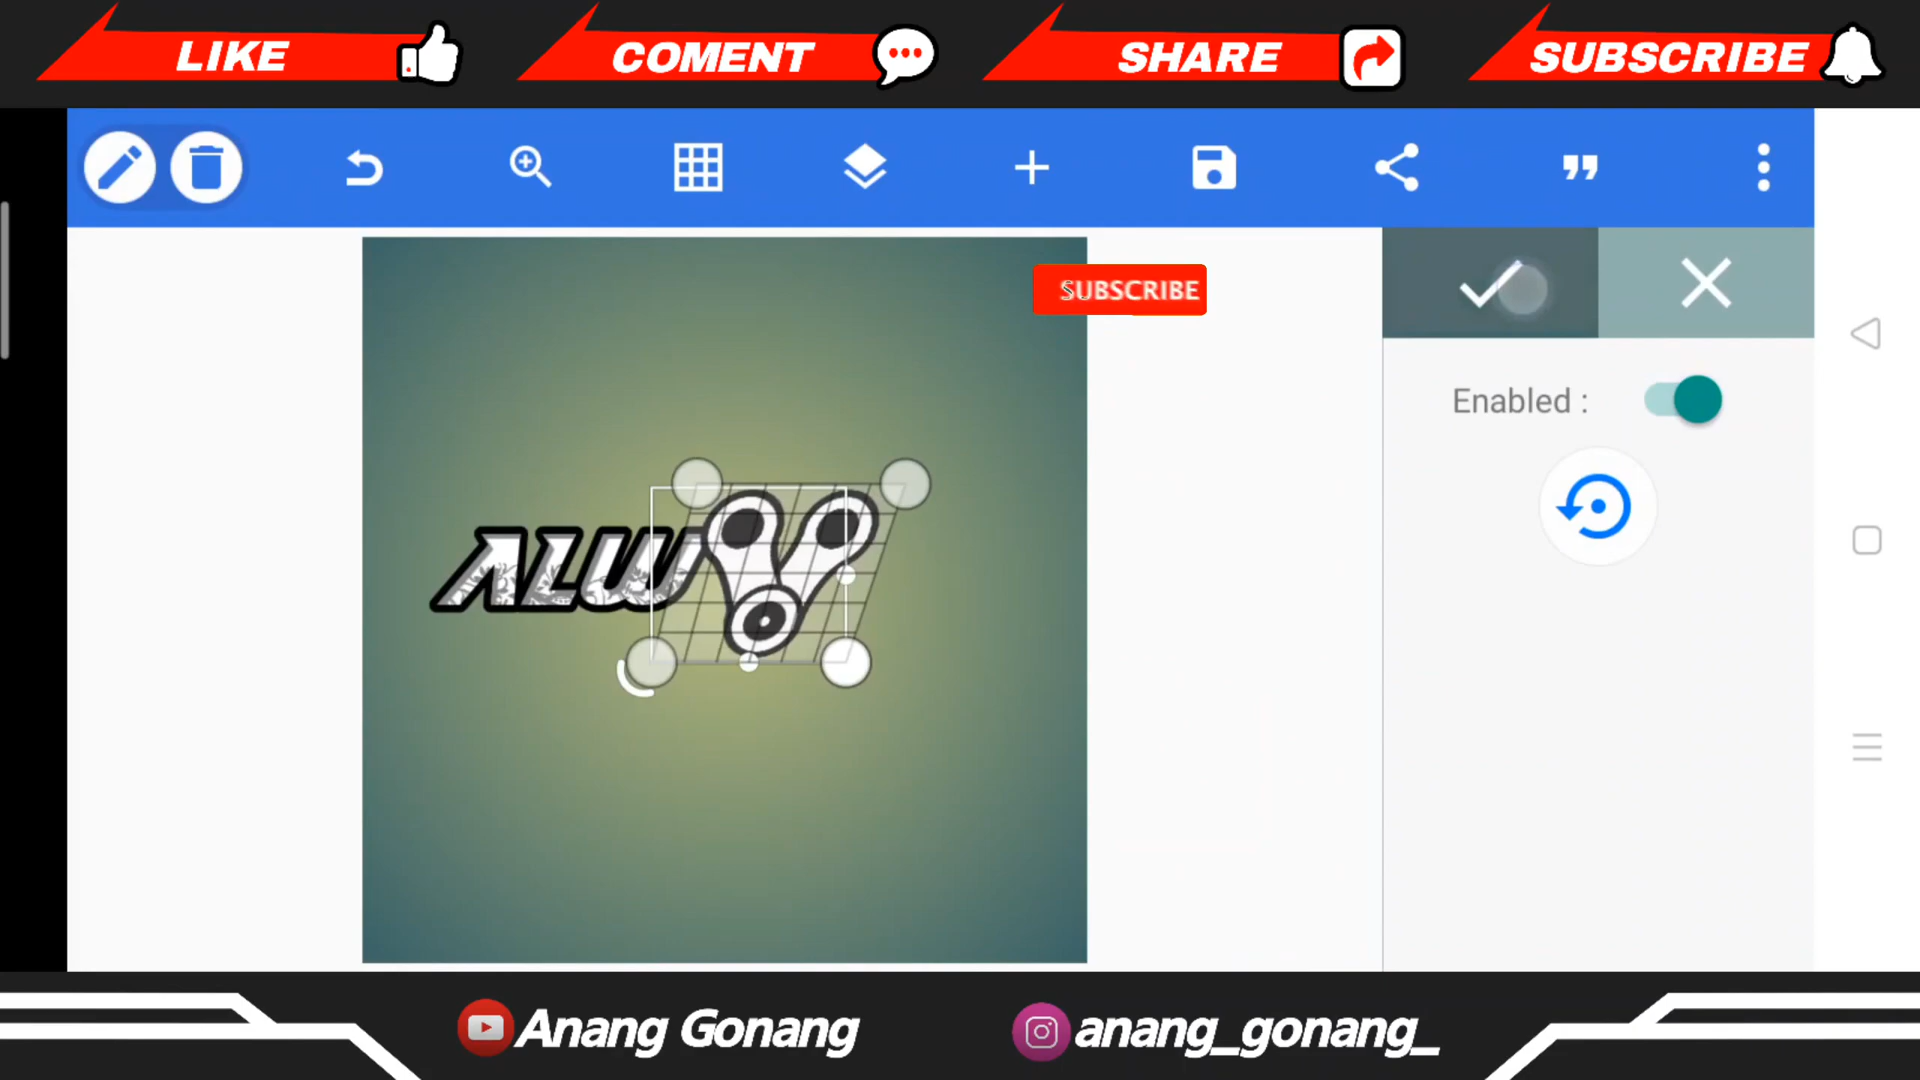 LIKE
COMENT
SHARE
SUBSCRIBE
SUBSCRIBE
Enabled :
ALW
Anang Gonang
anang_gonang_